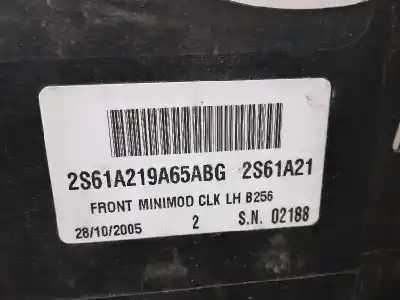 2S61A219A65ABG 2S61A21
FRONT MINIMOD CLK LH B256
28/10/2005 2 S.N. 02188